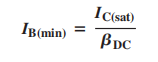 I_B(min) = I_C(sat) / β_DC